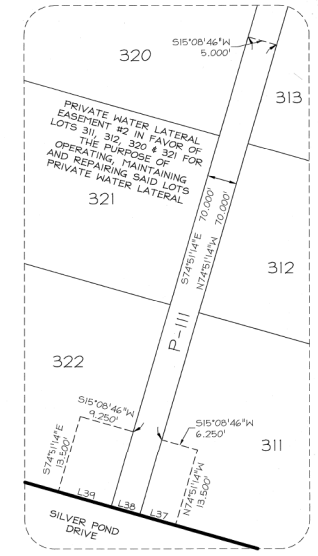 S15°08'46"W
5.000'
320
313
PRIVATE WATER LATERAL
EASEMENT #2 IN FAVOR OF
LOTS 311, 312, 320 & 321 FOR
THE PURPOSE OF
OPERATING, MAINTAINING
AND REPAIRING SAID LOTS
PRIVATE WATER LATERAL
321
S74°51'14"E 70.000'
N74°51'14"W 70.000'
312
P-111
322
S15°08'46"W
9.250'
S15°08'46"W
6.250'
311
S74°51'14"E
13.500'
N74°51'14"W
13.500'
L39
L38
L37
SILVER POND
DRIVE